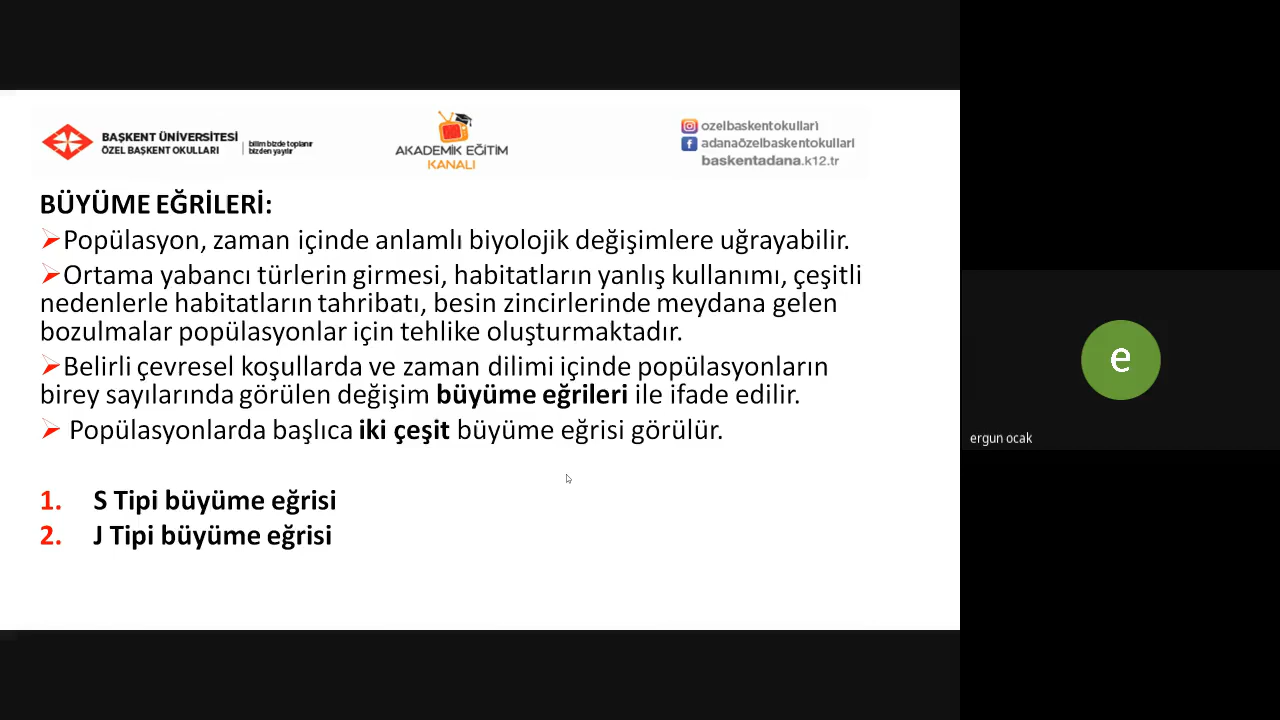 BAŞKENT ÜNİVERSİTESİ
ÖZEL BAŞKENT OKULLARI
bilim bizde toplanır
bizden yayılır
AKADEMİK EĞİTİM
KANALI
ozelbaskentokullari
adanaözelbaskentokullari
baskentadana.k12.tr
BÜYÜME EĞRİLERİ:
Popülasyon, zaman içinde anlamlı biyolojik değişimlere uğrayabilir.
Ortama yabancı türlerin girmesi, habitatların yanlış kullanımı, çeşitli
nedenlerle habitatların tahribatı, besin zincirlerinde meydana gelen
bozulmalar popülasyonlar için tehlike oluşturmaktadır.
Belirli çevresel koşullarda ve zaman dilimi içinde popülasyonların
birey sayılarında görülen değişim büyüme eğrileri ile ifade edilir.
Popülasyonlarda başlıca iki çeşit büyüme eğrisi görülür.
1. S Tipi büyüme eğrisi
2. J Tipi büyüme eğrisi
e
ergun ocak